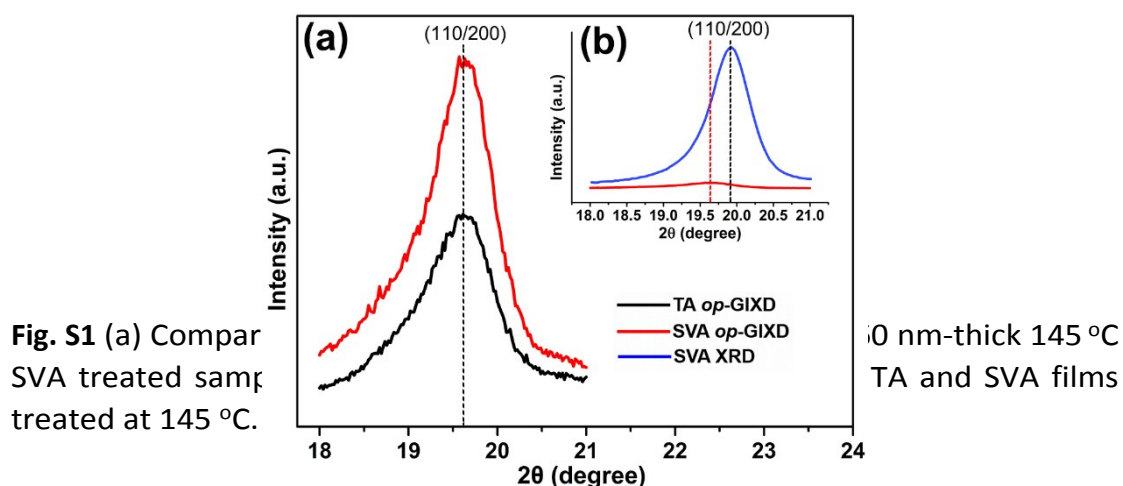 (a)
(110/200)
(b)
(110/200)
Intensity (a.u.)
18.0 18.5 19.0 19.5 20.0 20.5 21.0
2θ (degree)
Intensity (a.u.)
TA op-GIXD
SVA op-GIXD
SVA XRD
18 19 20 21 22 23 24
2θ (degree)
Fig. S1 (a) Compar 0 nm-thick 145 °C
SVA treated samp TA and SVA films
treated at 145 °C.